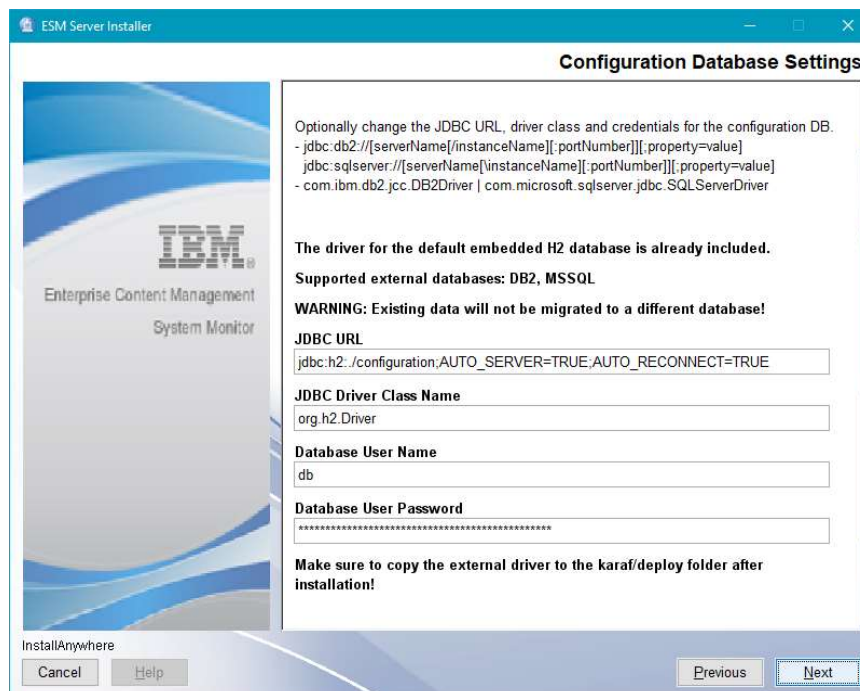 ESM Server Installer
Configuration Database Settings
IBM®
Enterprise Content Management
System Monitor
Optionally change the JDBC URL, driver class and credentials for the configuration DB.
- jdbc:db2://[serverName[/instanceName][:portNumber]][;property=value]
jdbc:sqlserver://[serverName[\instanceName][:portNumber]][;property=value]
- com.ibm.db2.jcc.DB2Driver | com.microsoft.sqlserver.jdbc.SQLServerDriver
The driver for the default embedded H2 database is already included.
Supported external databases: DB2, MSSQL
WARNING: Existing data will not be migrated to a different database!
JDBC URL
jdbc:h2:./configuration;AUTO_SERVER=TRUE;AUTO_RECONNECT=TRUE
JDBC Driver Class Name
org.h2.Driver
Database User Name
db
Database User Password
************************************************
Make sure to copy the external driver to the karaf/deploy folder after
installation!
InstallAnywhere
Cancel
Help
Previous
Next